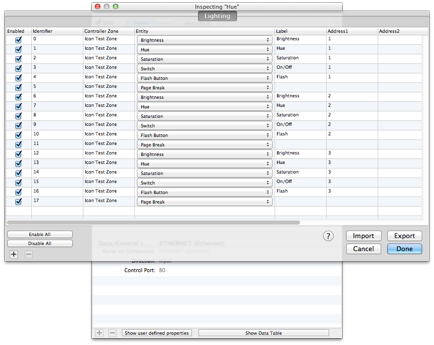 Inspecting "Hue"
Lighting
Enabled Identifier Controller Zone Entity Label Address1 Address2
0 Icon Test Zone Brightness Brightness 1
1 Icon Test Zone Hue Hue 1
2 Icon Test Zone Saturation Saturation 1
3 Icon Test Zone Switch On/Off 1
4 Icon Test Zone Flash Button Flash 1
5 Icon Test Zone Page Break
6 Icon Test Zone Brightness Brightness 2
7 Icon Test Zone Hue Hue 2
8 Icon Test Zone Saturation Saturation 2
9 Icon Test Zone Switch On/Off 2
10 Icon Test Zone Flash Button Flash 2
11 Icon Test Zone Page Break
12 Icon Test Zone Brightness Brightness 3
13 Icon Test Zone Hue Hue 3
14 Icon Test Zone Saturation Saturation 3
15 Icon Test Zone Switch On/Off 3
16 Icon Test Zone Flash Button Flash 3
17 Icon Test Zone Page Break
Enable All
Disable All
+ −
?
Import Export
Cancel Done
Control Port: 80
+ − Show user defined properties Show Data Table